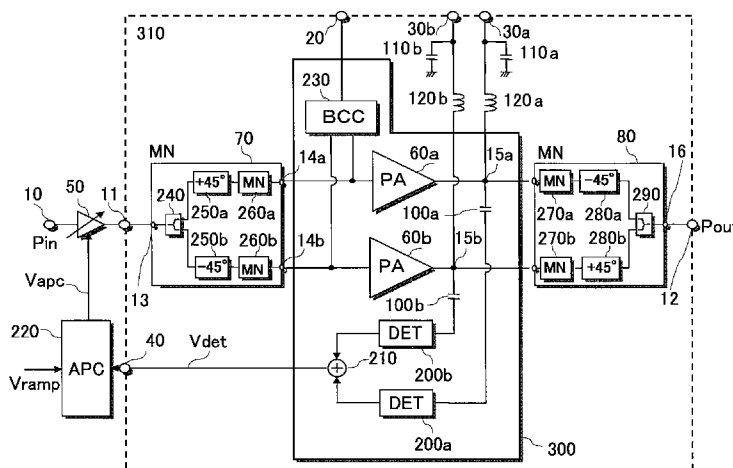 310
20
30b
30a
110b
110a
230
BCC
120b
120a
MN
70
14a
60a
15a
MN
80
16
10
50
11
240
+45°
MN
PA
MN
−45°
290
250a
260a
100a
270a
280a
Pin
250b
260b
14b
60b
15b
270b
280b
Pout
−45°
MN
PA
MN
+45°
12
Vapc
13
100b
220
40
Vdet
210
DET
200b
APC
Vramp
DET
200a
300